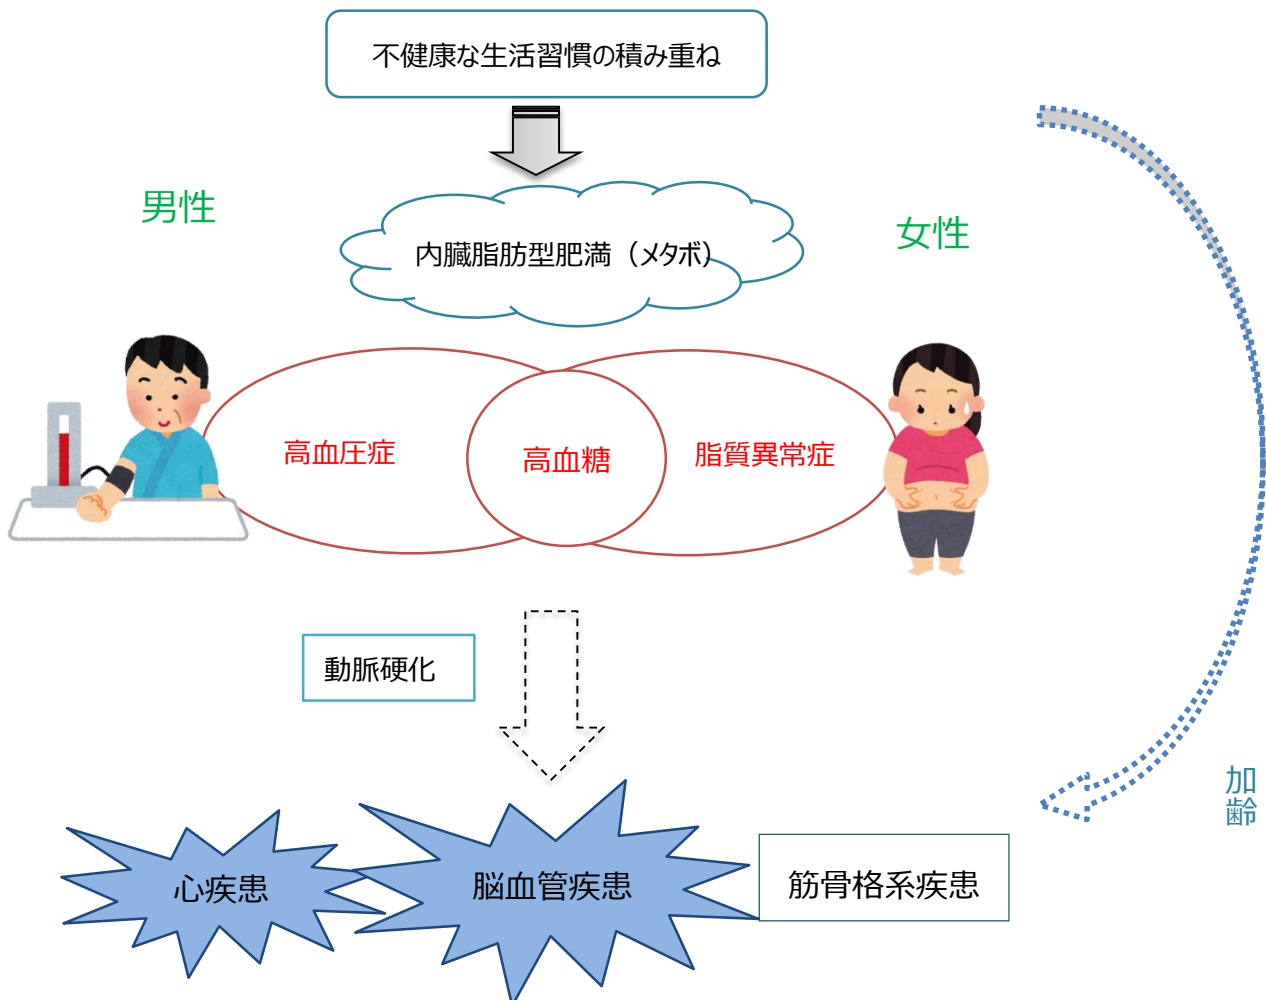 不健康な生活習慣の積み重ね
男性
女性
内臓脂肪型肥満（メタボ）
高血圧症
高血糖
脂質異常症
動脈硬化
加齢
心疾患
脳血管疾患
筋骨格系疾患